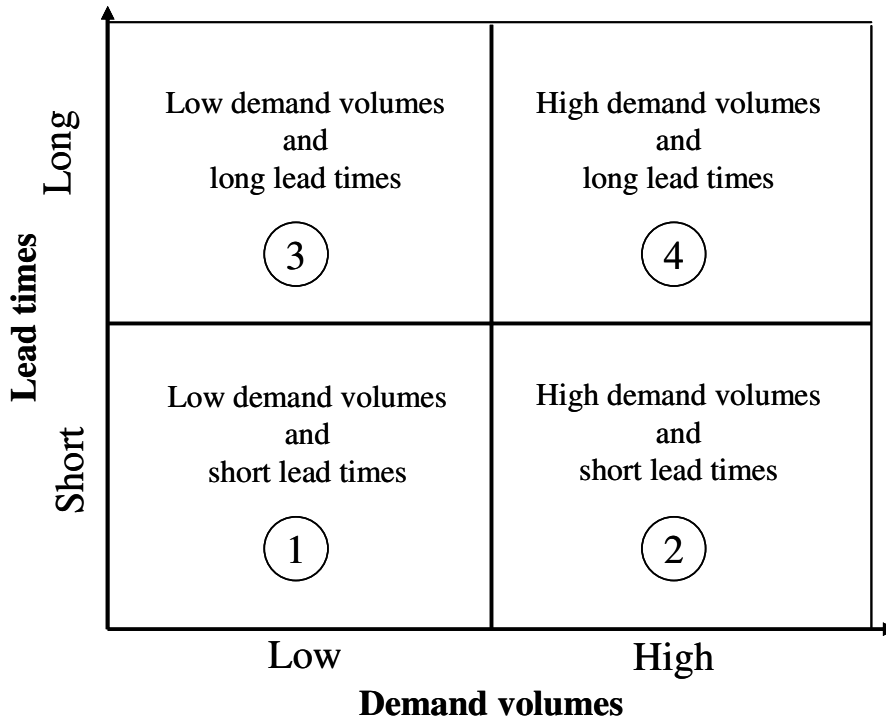 Lead times
Long
Short
Low demand volumes
and
long lead times
3
High demand volumes
and
long lead times
4
Low demand volumes
and
short lead times
1
High demand volumes
and
short lead times
2
Low
High
Demand volumes